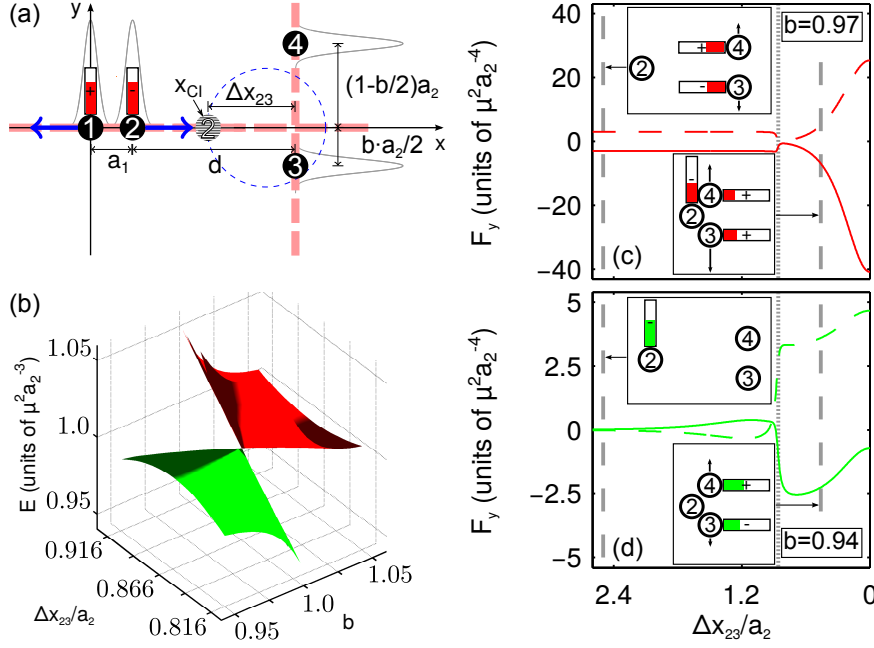 (a)
y
4
x_CI
Δx_23
(1-b/2)a_2
+
-
1
2
2
x
a_1
d
b·a_2/2
3
(b)
E (units of μ²a_2^-3)
1.05
1.0
0.95
0.916
0.866
0.816
Δx_23/a_2
0.95
1.0
1.05
b
F_y (units of μ²a_2^-4)
40
20
0
−20
−40
b=0.97
2
+
4
-
3
-
4
+
2
3
+
(c)
F_y (units of μ²a_2^-4)
5
2.5
0
−2.5
−5
-
2
4
3
4
+
2
3
-
(d)
b=0.94
2.4
1.2
0
Δx_23/a_2